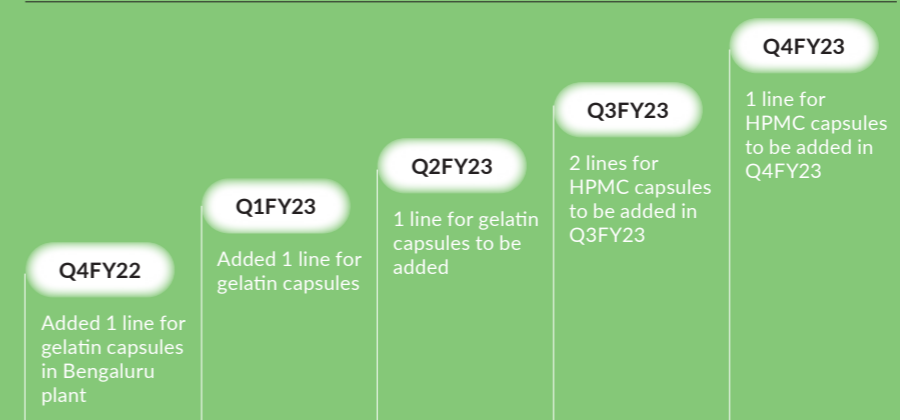 Q4FY22
Added 1 line for
gelatin capsules
in Bengaluru
plant
Q1FY23
Added 1 line for
gelatin capsules
Q2FY23
1 line for gelatin
capsules to be
added
Q3FY23
2 lines for
HPMC capsules
to be added in
Q3FY23
Q4FY23
1 line for
HPMC capsules
to be added in
Q4FY23